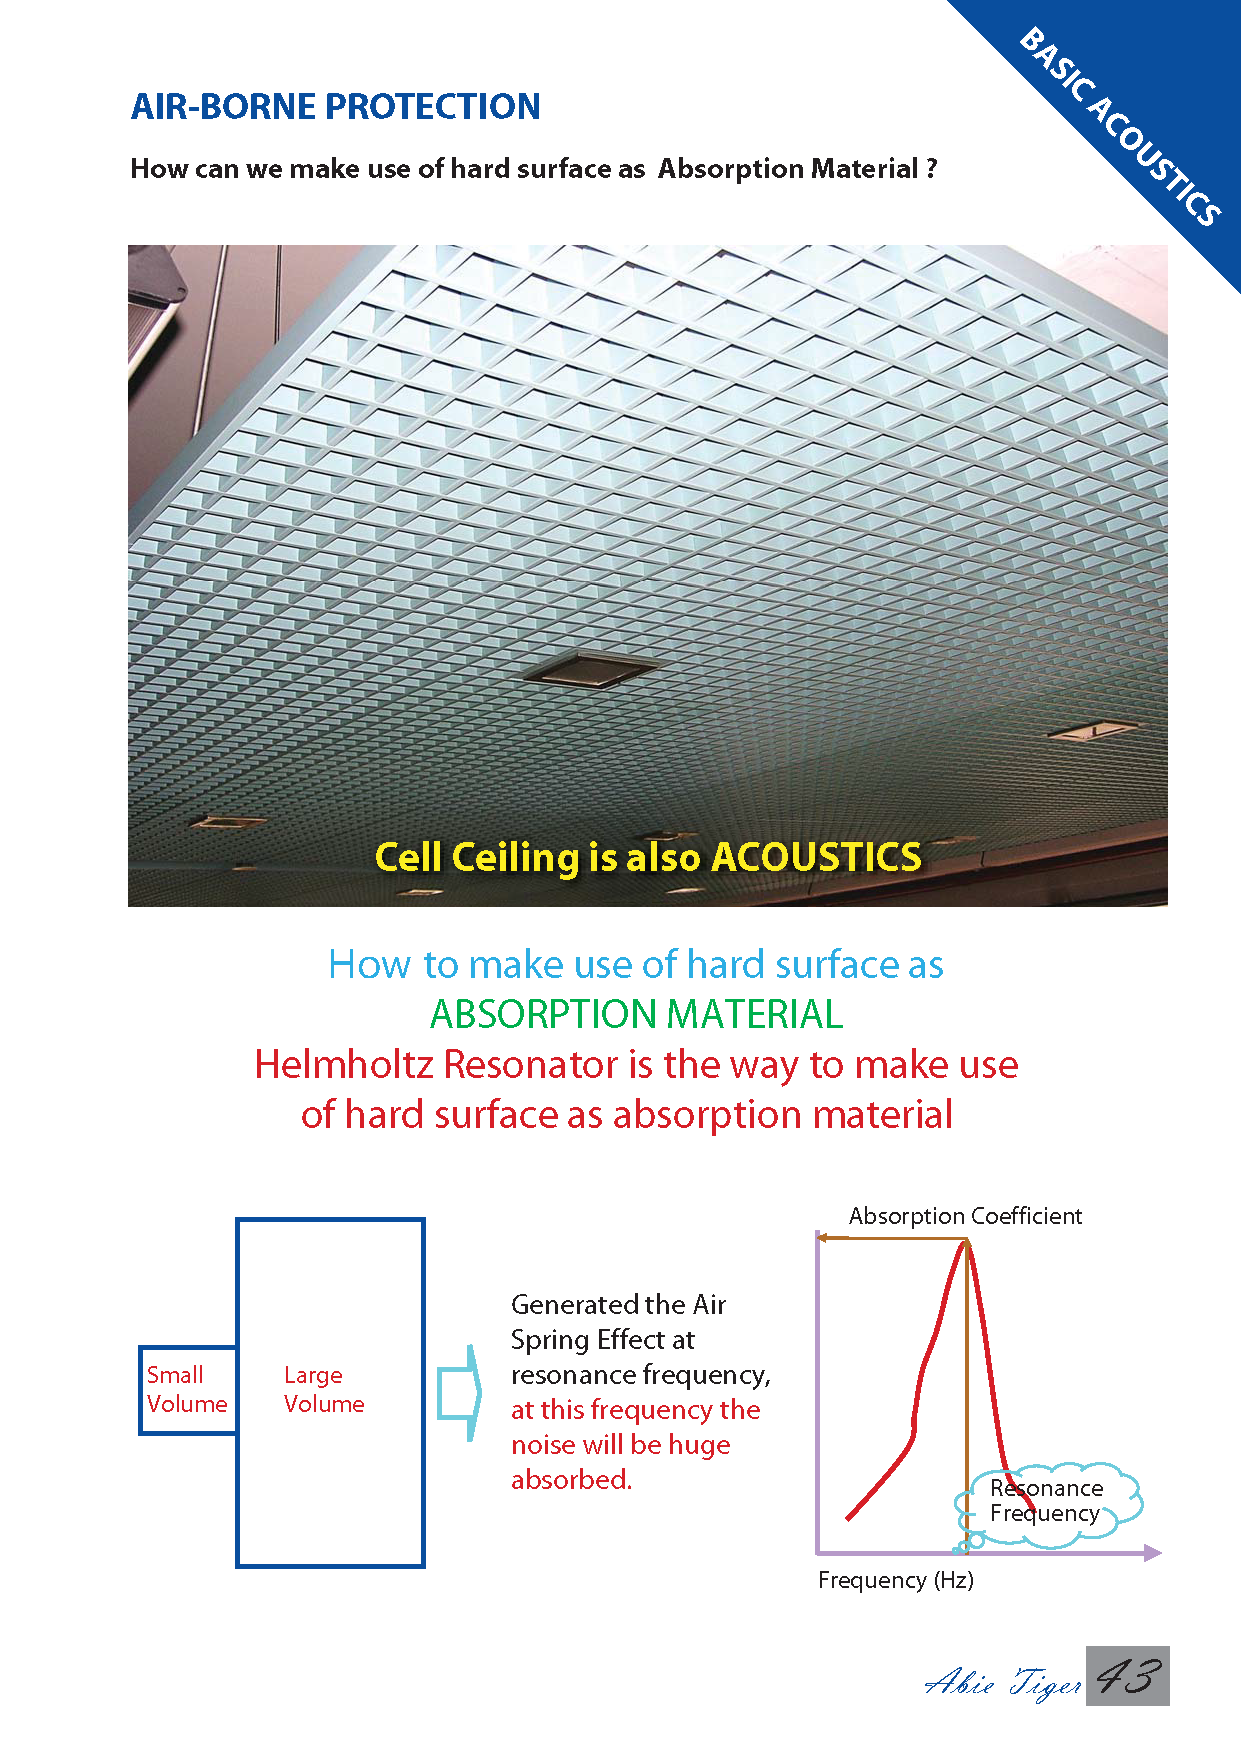 BASIC ACOUSTICS
AIR-BORNE PROTECTION
How can we make use of hard surface as Absorption Material ?
Cell Ceiling is also ACOUSTICS
How to make use of hard surface as
ABSORPTION MATERIAL
Helmholtz Resonator is the way to make use
of hard surface as absorption material
Small
Volume
Large
Volume
Generated the Air
Spring Effect at
resonance frequency,
at this frequency the
noise will be huge
absorbed.
Absorption Coefficient
Resonance
Frequency
Frequency (Hz)
Abie Tiger 43